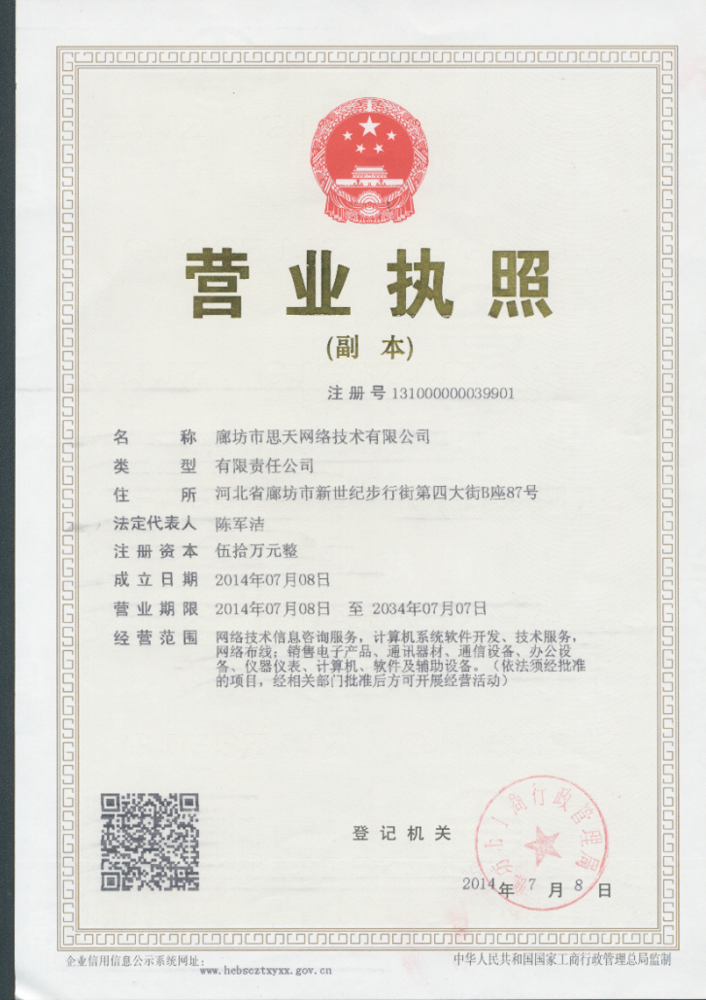 营业执照
(副 本)
注册号 131000000039901
名 称 廊坊市思天网络技术有限公司
类 型 有限责任公司
住 所 河北省廊坊市新世纪步行街第四大街B座87号
法定代表人 陈军洁
注册资本 伍拾万元整
成立日期 2014年07月08日
营业期限 2014年07月08日 至 2034年07月07日
经营范围 网络技术信息咨询服务，计算机系统软件开发、技术服务，
网络布线；销售电子产品、通讯器材、通信设备、办公设
备、仪器仪表、计算机、软件及辅助设备。（依法须经批准
的项目，经相关部门批准后方可开展经营活动）
廊坊市工商行政管理局
登记机关
2014年 7 月 8 日
企业信用信息公示系统网址：
www.hebscztxyxx.gov.cn
中华人民共和国国家工商行政管理总局监制